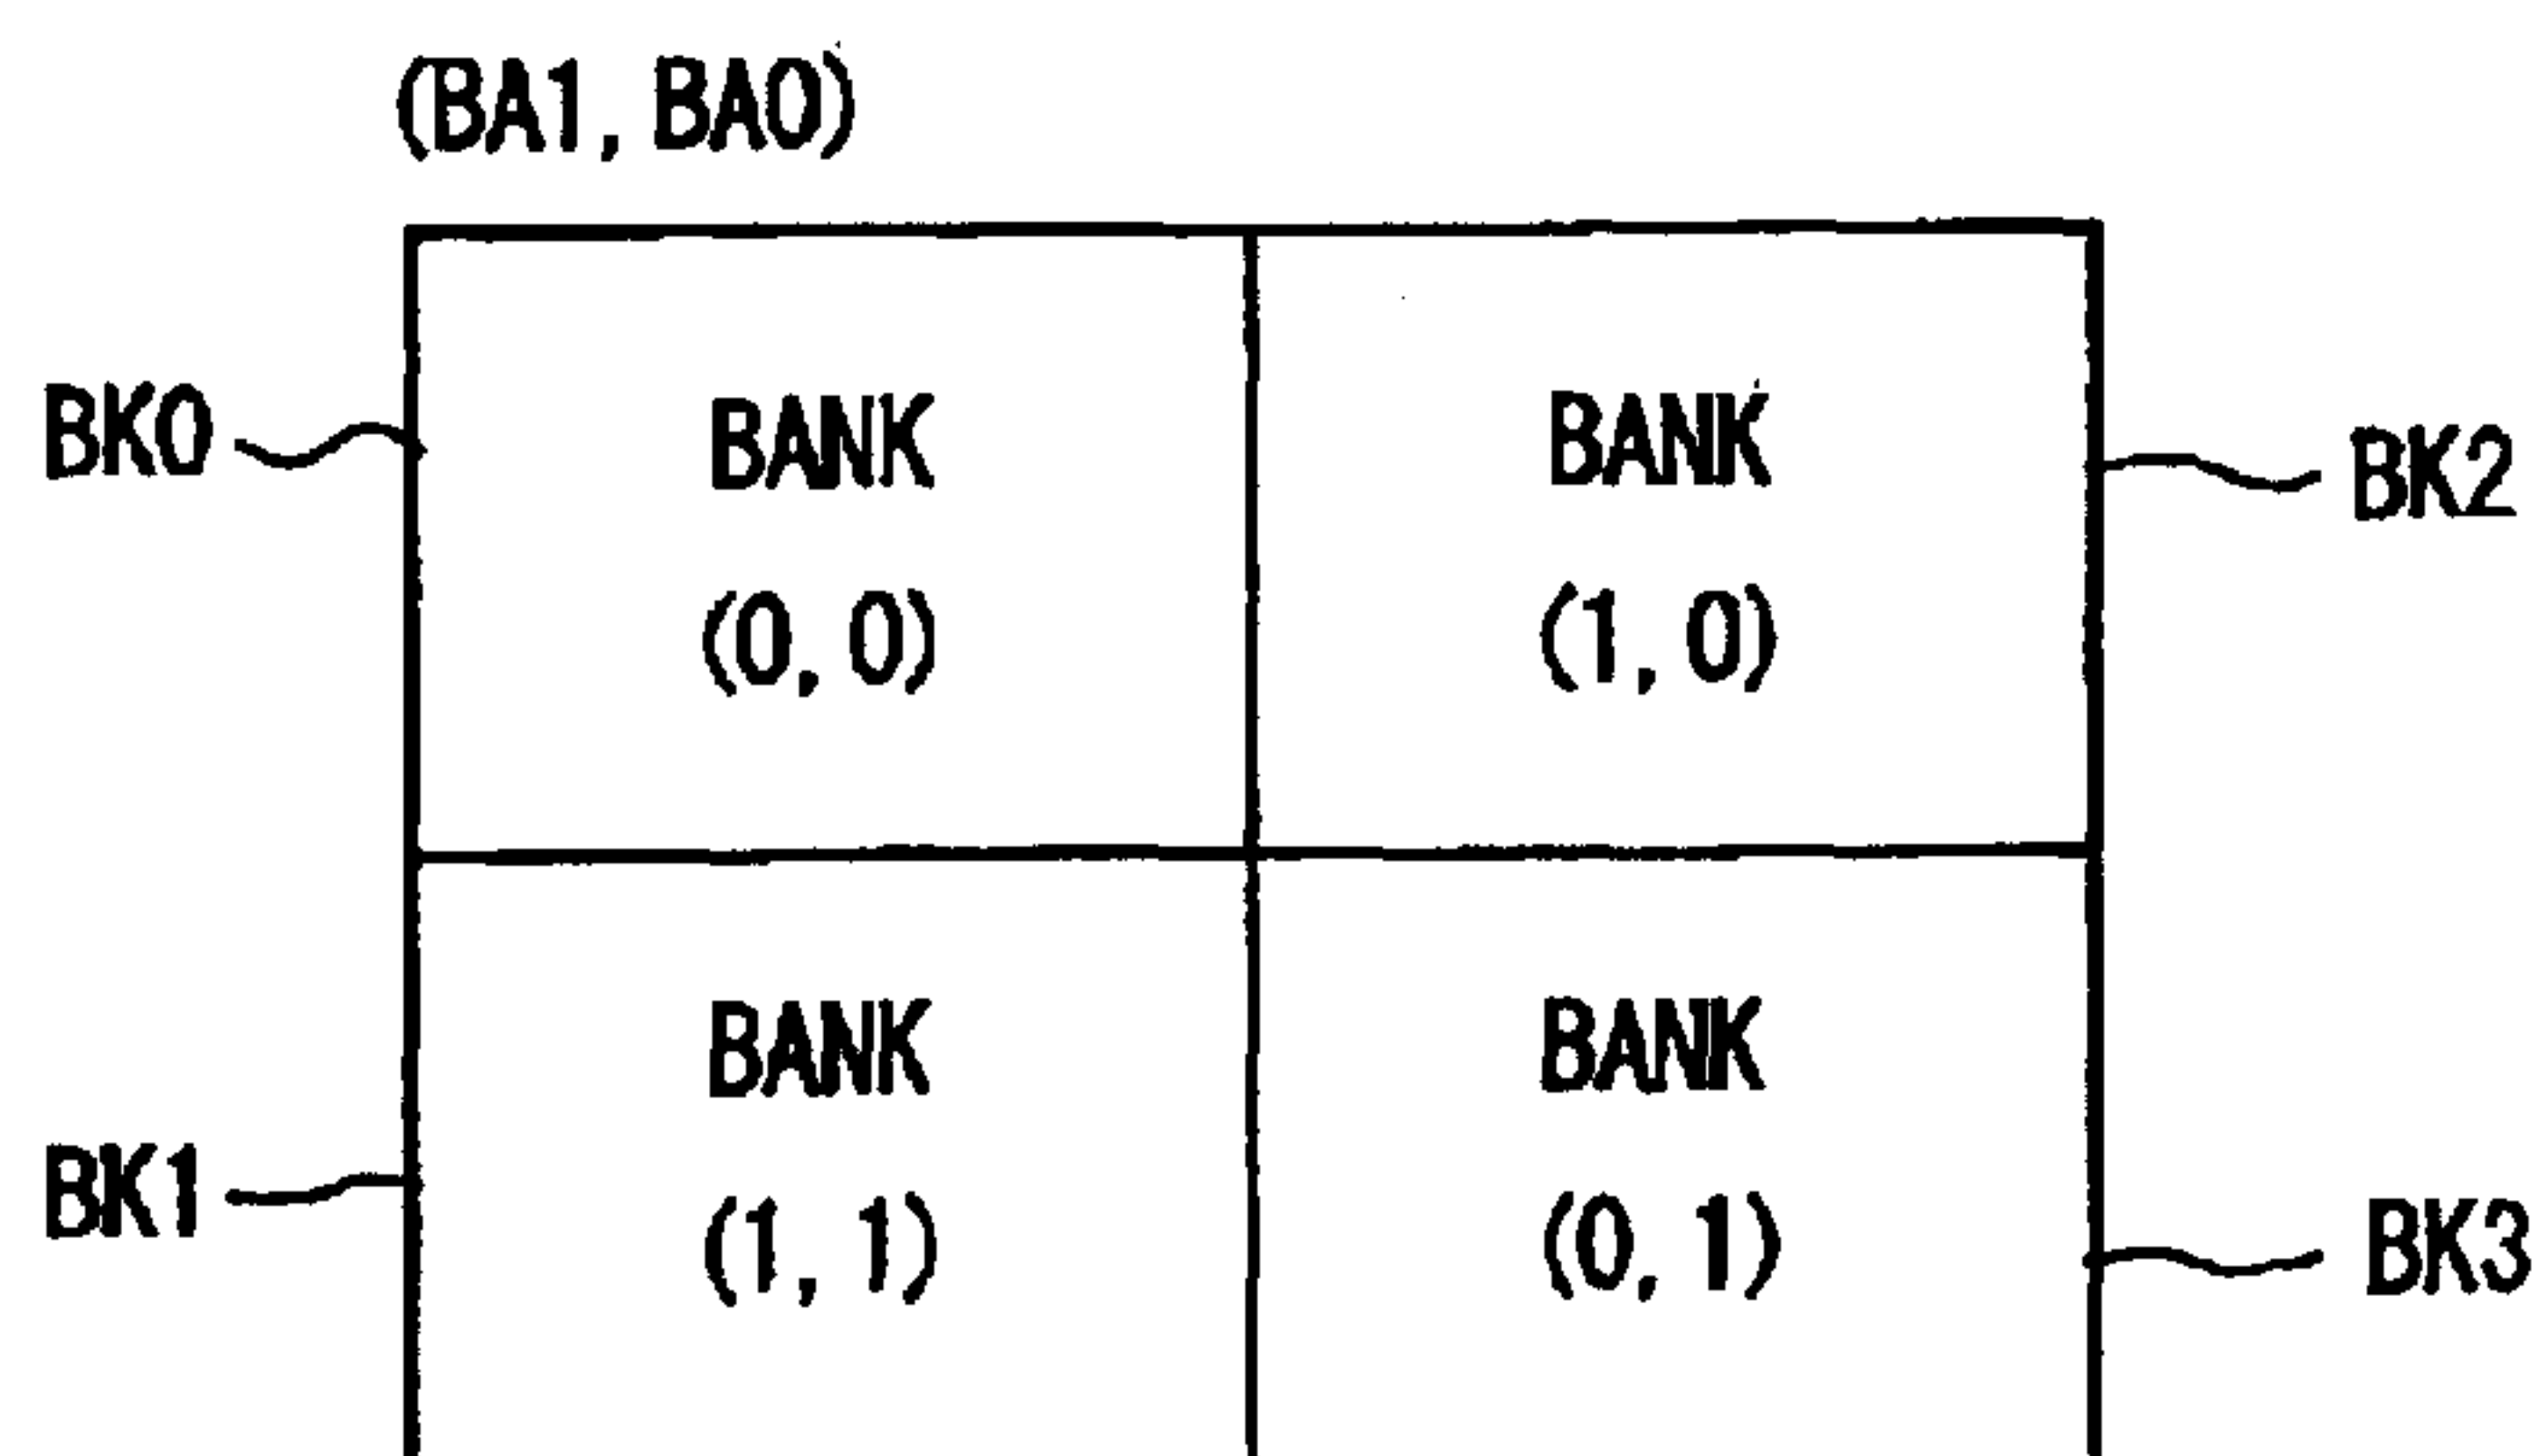 (BA1, BA0)
BK0
BANK
(0, 0)
BANK
(1, 0)
BK2
BK1
BANK
(1, 1)
BANK
(0, 1)
BK3